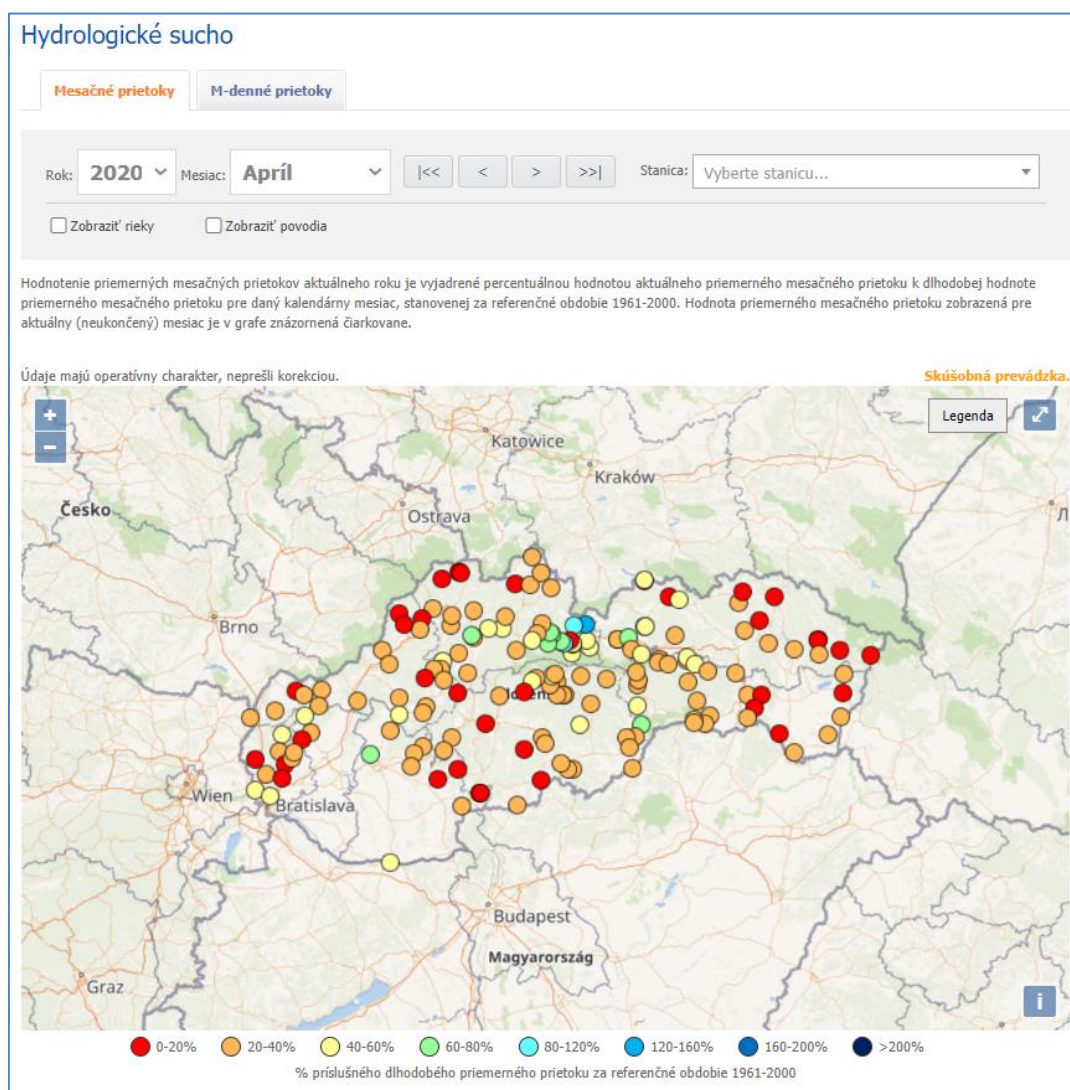 Hydrologické sucho
Mesačné prietoky
M-denné prietoky
Rok: 2020 Mesiac: Apríl |<< < > >>| Stanica: Vyberte stanicu...
Zobraziť rieky Zobraziť povodia
Hodnotenie priemerných mesačných prietokov aktuálneho roku je vyjadrené percentuálnou hodnotou aktuálneho priemerného mesačného prietoku k dlhodobej hodnote
priemerného mesačného prietoku pre daný kalendárny mesiac, stanovenej za referenčné obdobie 1961-2000. Hodnota priemerného mesačného prietoku zobrazená pre
aktuálny (neukončený) mesiac je v grafe znázornená čiarkovane.
Údaje majú operatívny charakter, neprešli korekciou. Skúšobná prevádzka.
+
−
Legenda
Katowice
Kraków
Česko
Ostrava
Brno
Wien
Bratislava
Budapest
Magyarország
Graz
i
0-20% 20-40% 40-60% 60-80% 80-120% 120-160% 160-200% >200%
% príslušného dlhodobého priemerného prietoku za referenčné obdobie 1961-2000